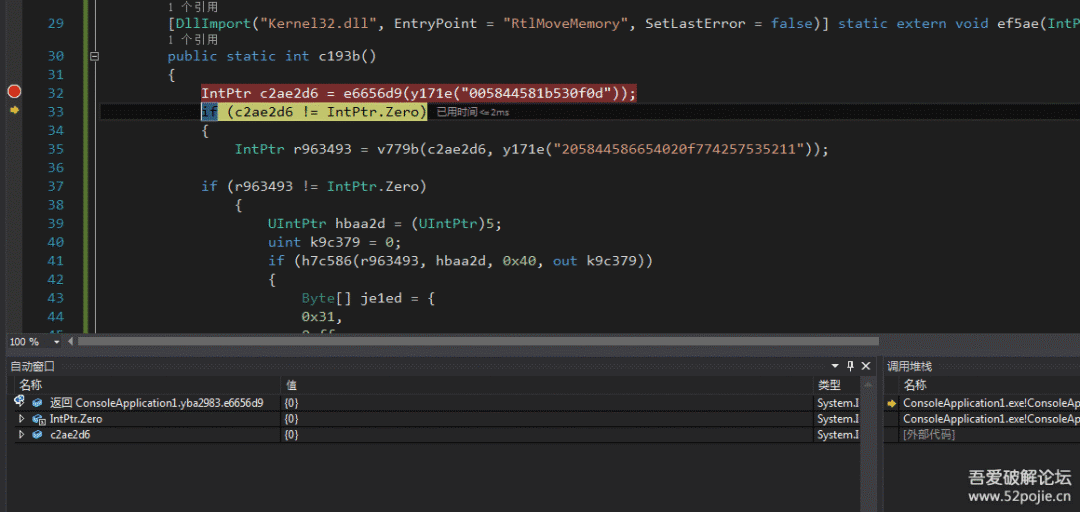 1 个引用
29 [DllImport("Kernel32.dll", EntryPoint = "RtlMoveMemory", SetLastError = false)] static extern void ef5ae(IntP
1 个引用
30 public static int c193b()
31 {
32 IntPtr c2ae2d6 = e6656d9(y171e("005844581b530f0d"));
33 if (c2ae2d6 != IntPtr.Zero) 已用时间<=2ms
34 {
35 IntPtr r963493 = v779b(c2ae2d6, y171e("205844586654020f774257535211"));
36
37 if (r963493 != IntPtr.Zero)
38 {
39 UIntPtr hbaa2d = (UIntPtr)5;
40 uint k9c379 = 0;
41 if (h7c586(r963493, hbaa2d, 0x40, out k9c379))
42 {
43 Byte[] je1ed = {
44 0x31,
100 %
自动窗口
名称 值 类型
返回 ConsoleApplication1.yba2983.e6656d9 {0} System.I
IntPtr.Zero {0} System.I
c2ae2d6 {0} System.I
调用堆栈
名称
ConsoleApplication1.exe!ConsoleA
ConsoleApplication1.exe!ConsoleA
[外部代码]
吾爱破解论坛
www.52pojie.cn